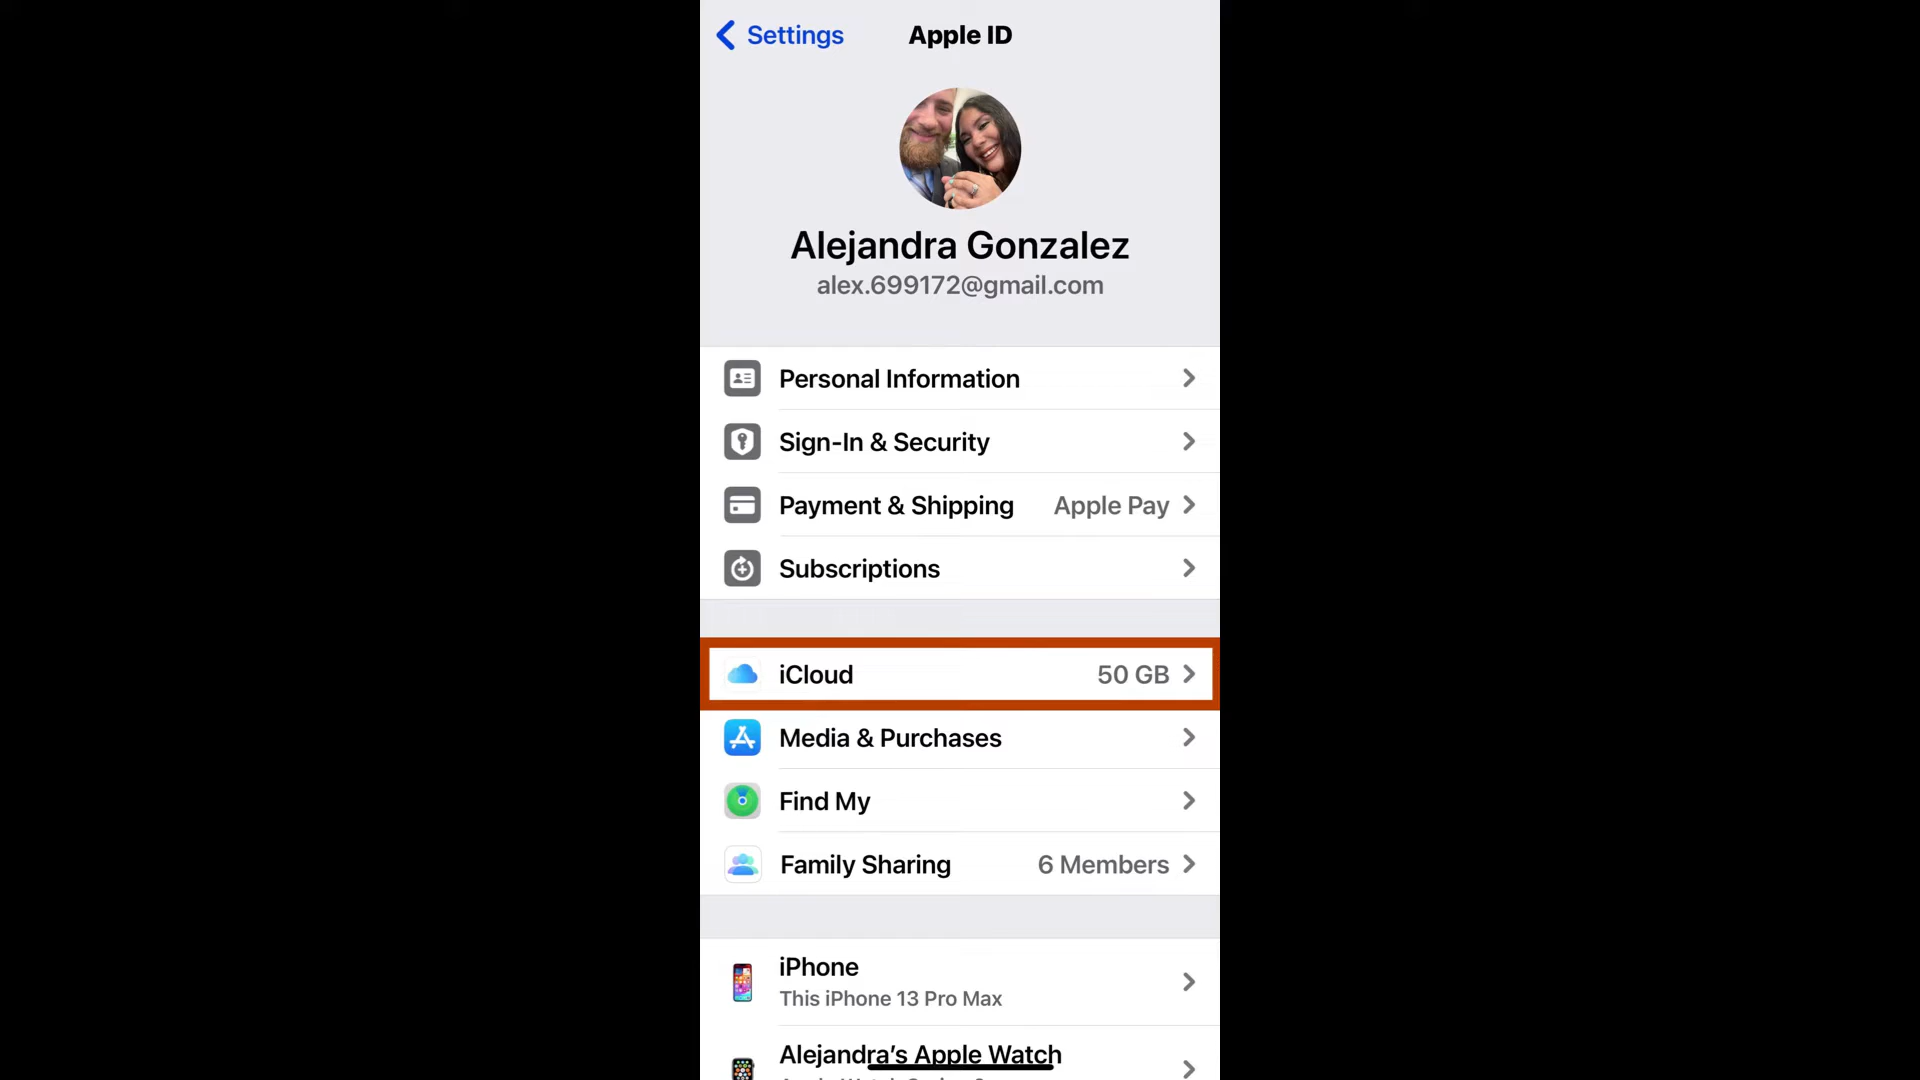 Settings
Apple ID
Alejandra Gonzalez
alex.699172@gmail.com
Personal Information
Sign-In & Security
Payment & Shipping Apple Pay
Subscriptions
iCloud 50 GB
Media & Purchases
Find My
Family Sharing 6 Members
iPhone
This iPhone 13 Pro Max
Alejandra's Apple Watch